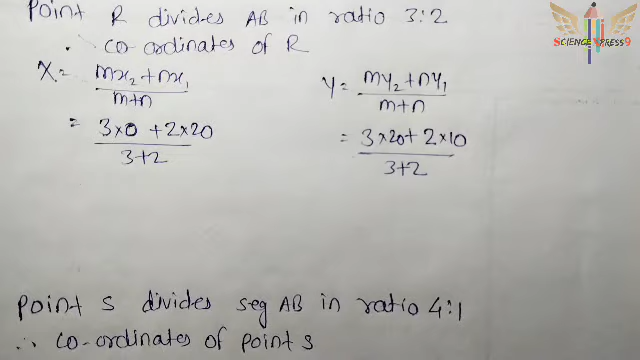 Point R divides AB in ratio 3:2
∴ co-ordinates of R
X = mx₂+nx₁ / m+n
Y = my₂+ny₁ / m+n
= 3×0 + 2×20 / 3+2
= 3×20+ 2×10 / 3+2
Point S divides seg AB in ratio 4:1
∴ co-ordinates of point s
SCIENCE XPRESS 9